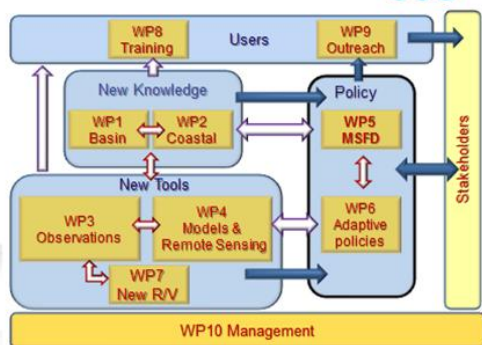 WP8
Training
Users
WP9
Outreach
New Knowledge
WP1
Basin
WP2
Coastal
Policy
WP5
MSFD
WP6
Adaptive
policies
New Tools
WP3
Observations
WP4
Models &
Remote Sensing
WP7
New R/V
Stakeholders
WP10 Management